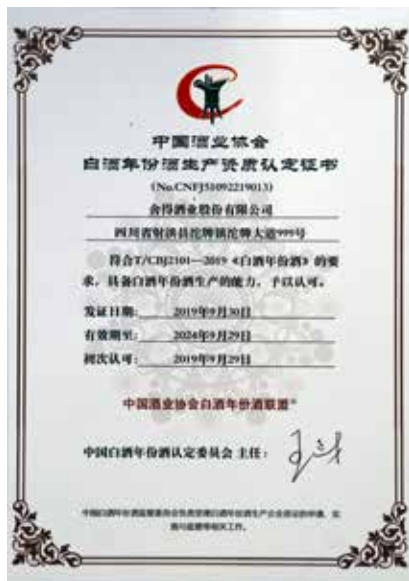 中国酒业协会
白酒年份酒生产资质认定证书
(No.CNFJ51092219013)
舍得酒业股份有限公司
四川省射洪县沱牌镇沱牌大道999号
符合T/CBJ2101—2019《白酒年份酒》的要
求，具备白酒年份酒生产的能力，予以认可。
发证日期: 2019年9月30日
有效期至: 2024年9月29日
初次认可: 2019年9月29日
中国酒业协会白酒年份酒联盟®
中国白酒年份酒认定委员会 主任: